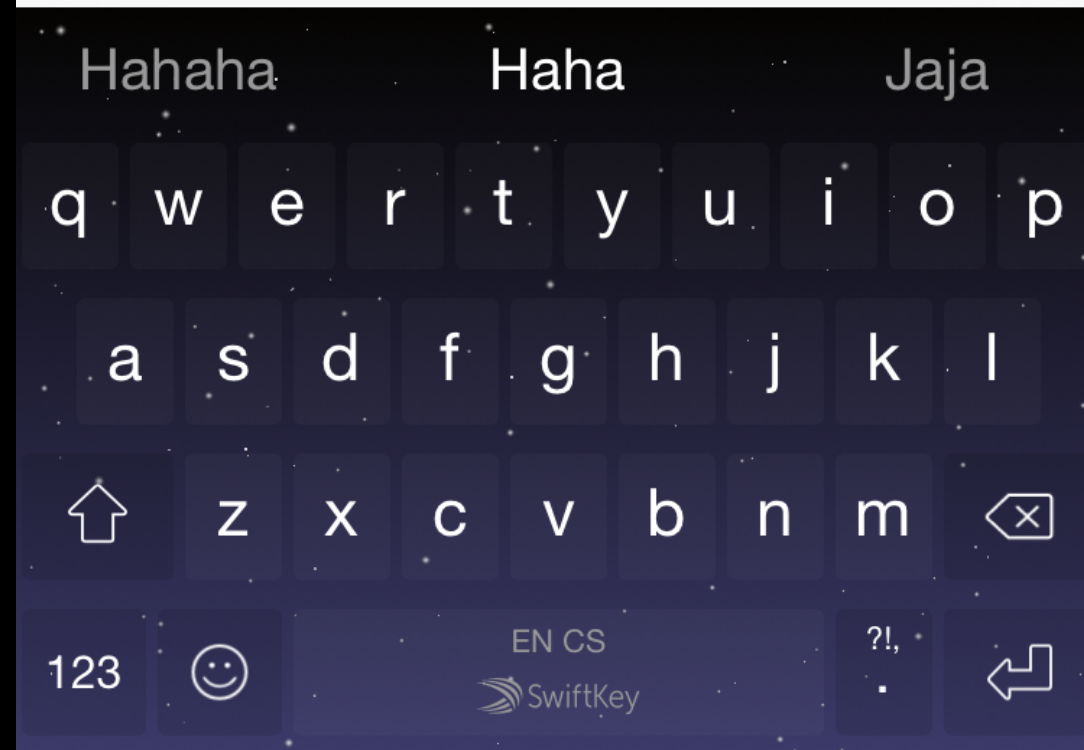 Hahaha Haha Jaja
q w e r t y u i o p
a s d f g h j k l
z x c v b n m
EN CS ?!,
123 SwiftKey .